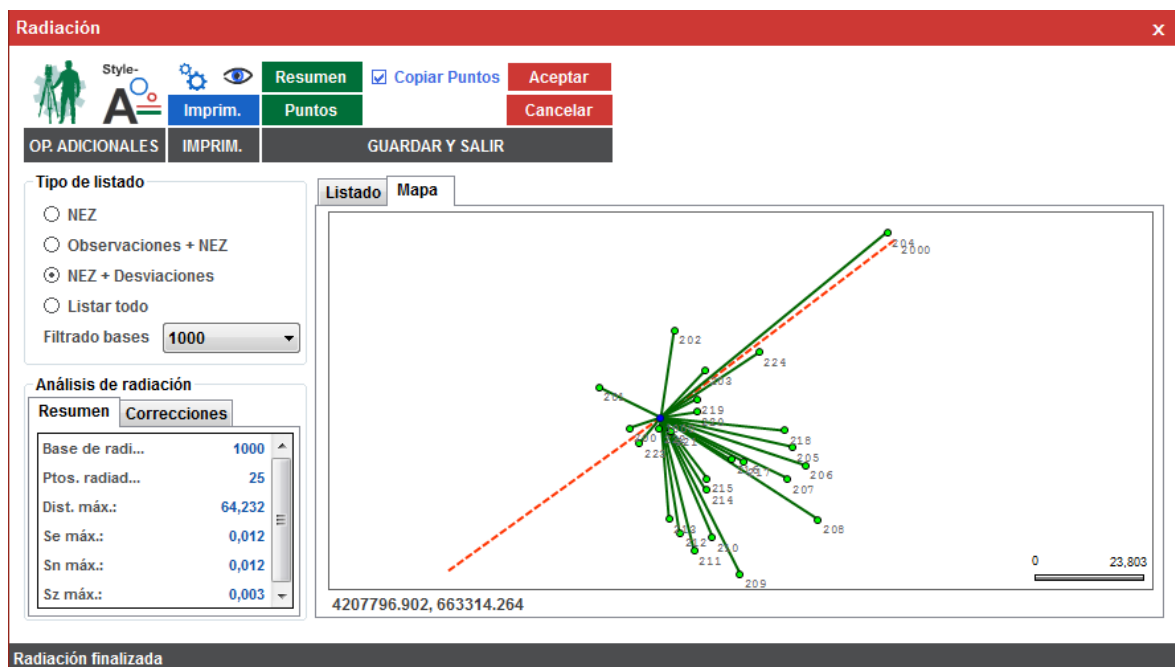 Radiación
x
Style-
A
Imprim.
Resumen
Puntos
Copiar Puntos
Aceptar
Cancelar
OP. ADICIONALES
IMPRIM.
GUARDAR Y SALIR
Tipo de listado
NEZ
Observaciones + NEZ
NEZ + Desviaciones
Listar todo
Filtrado bases
1000
Análisis de radiación
Resumen
Correcciones
Base de radi... 1000
Ptos. radiad... 25
Dist. máx.: 64,232
Se máx.: 0,012
Sn máx.: 0,012
Sz máx.: 0,003
Listado
Mapa
204
2000
202
224
201
219
218
205
206
207
215
214
208
212
210
211
209
0
23,803
4207796.902, 663314.264
Radiación finalizada